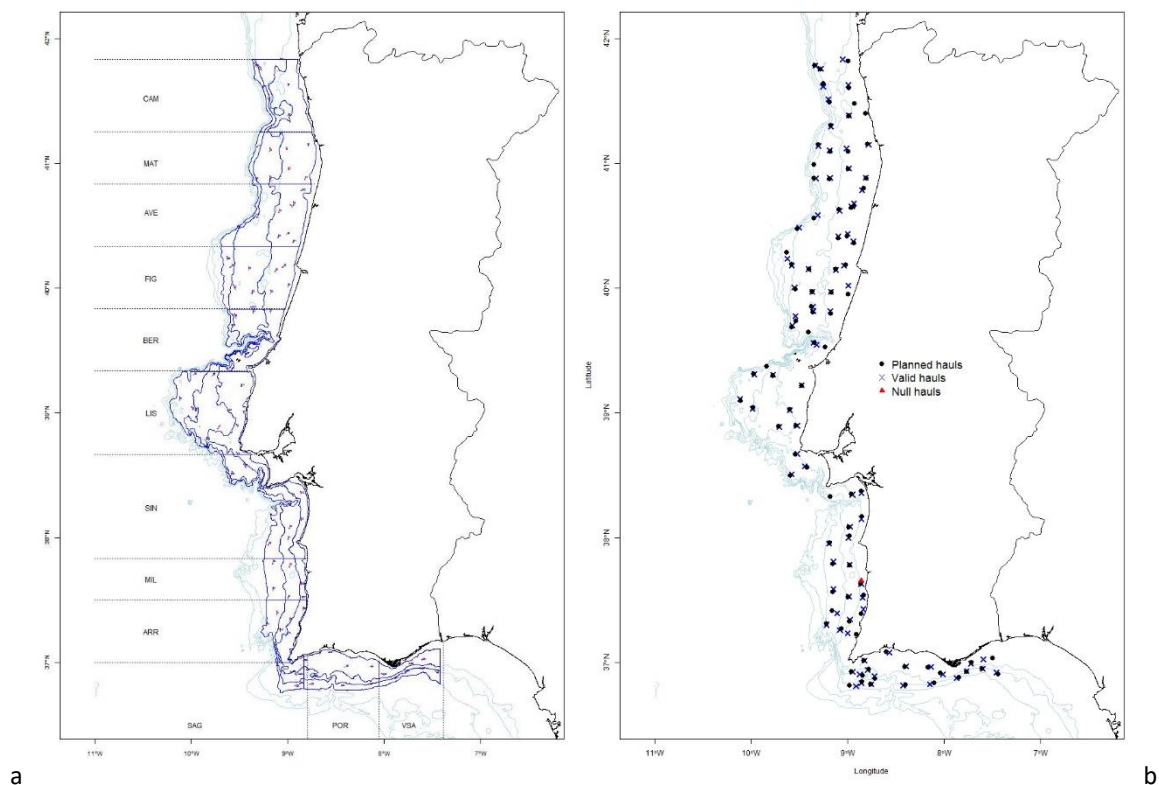 42°N
CAM
41°N
MAT
AVE
FIG
40°N
BER
LIS
39°N
SIN
38°N
MIL
ARR
37°N
SAG POR VSA
11°W 10°W 9°W 8°W 7°W
a
42°N
41°N
40°N
Latitude
39°N
38°N
37°N
Planned hauls
Valid hauls
Null hauls
11°W 10°W 9°W 8°W 7°W
Longitude
b